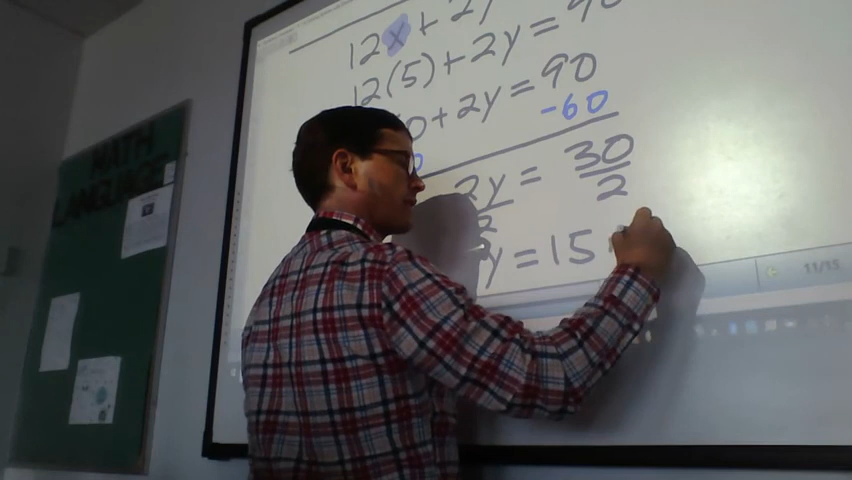 12x + 2y = 90
12(5) + 2y = 90
0 + 2y = 90
-60
2y = 30
2 2
y = 15
MATH
LANGUAGE
11/15